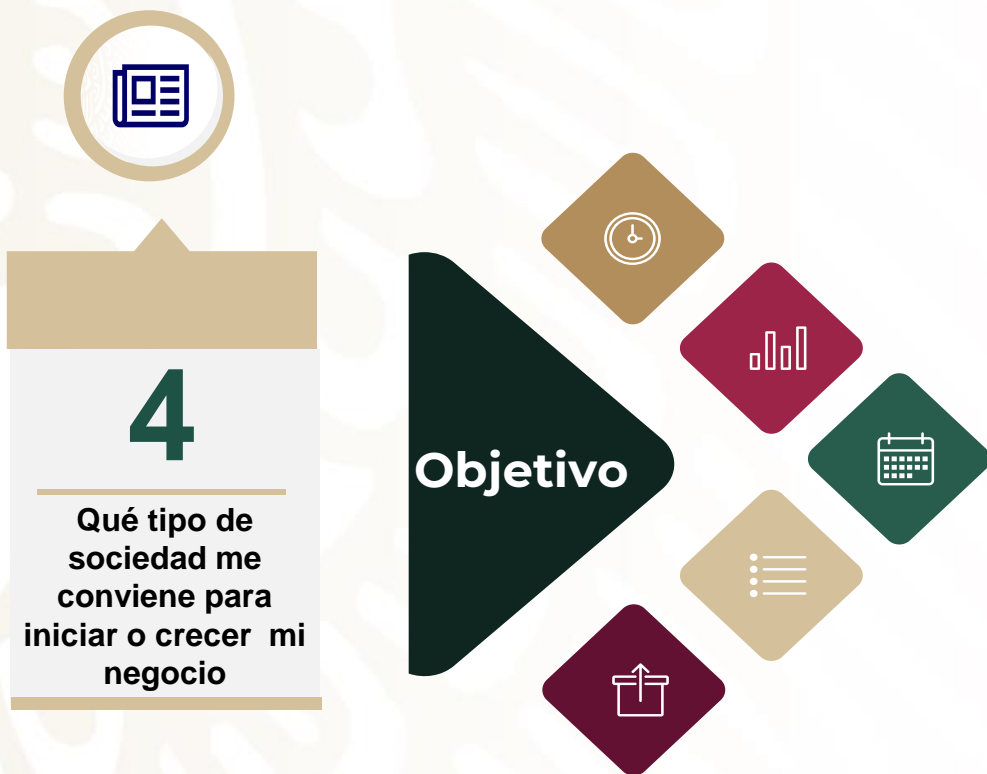 4
Qué tipo de
sociedad me
conviene para
iniciar o crecer  mi
negocio
Objetivo